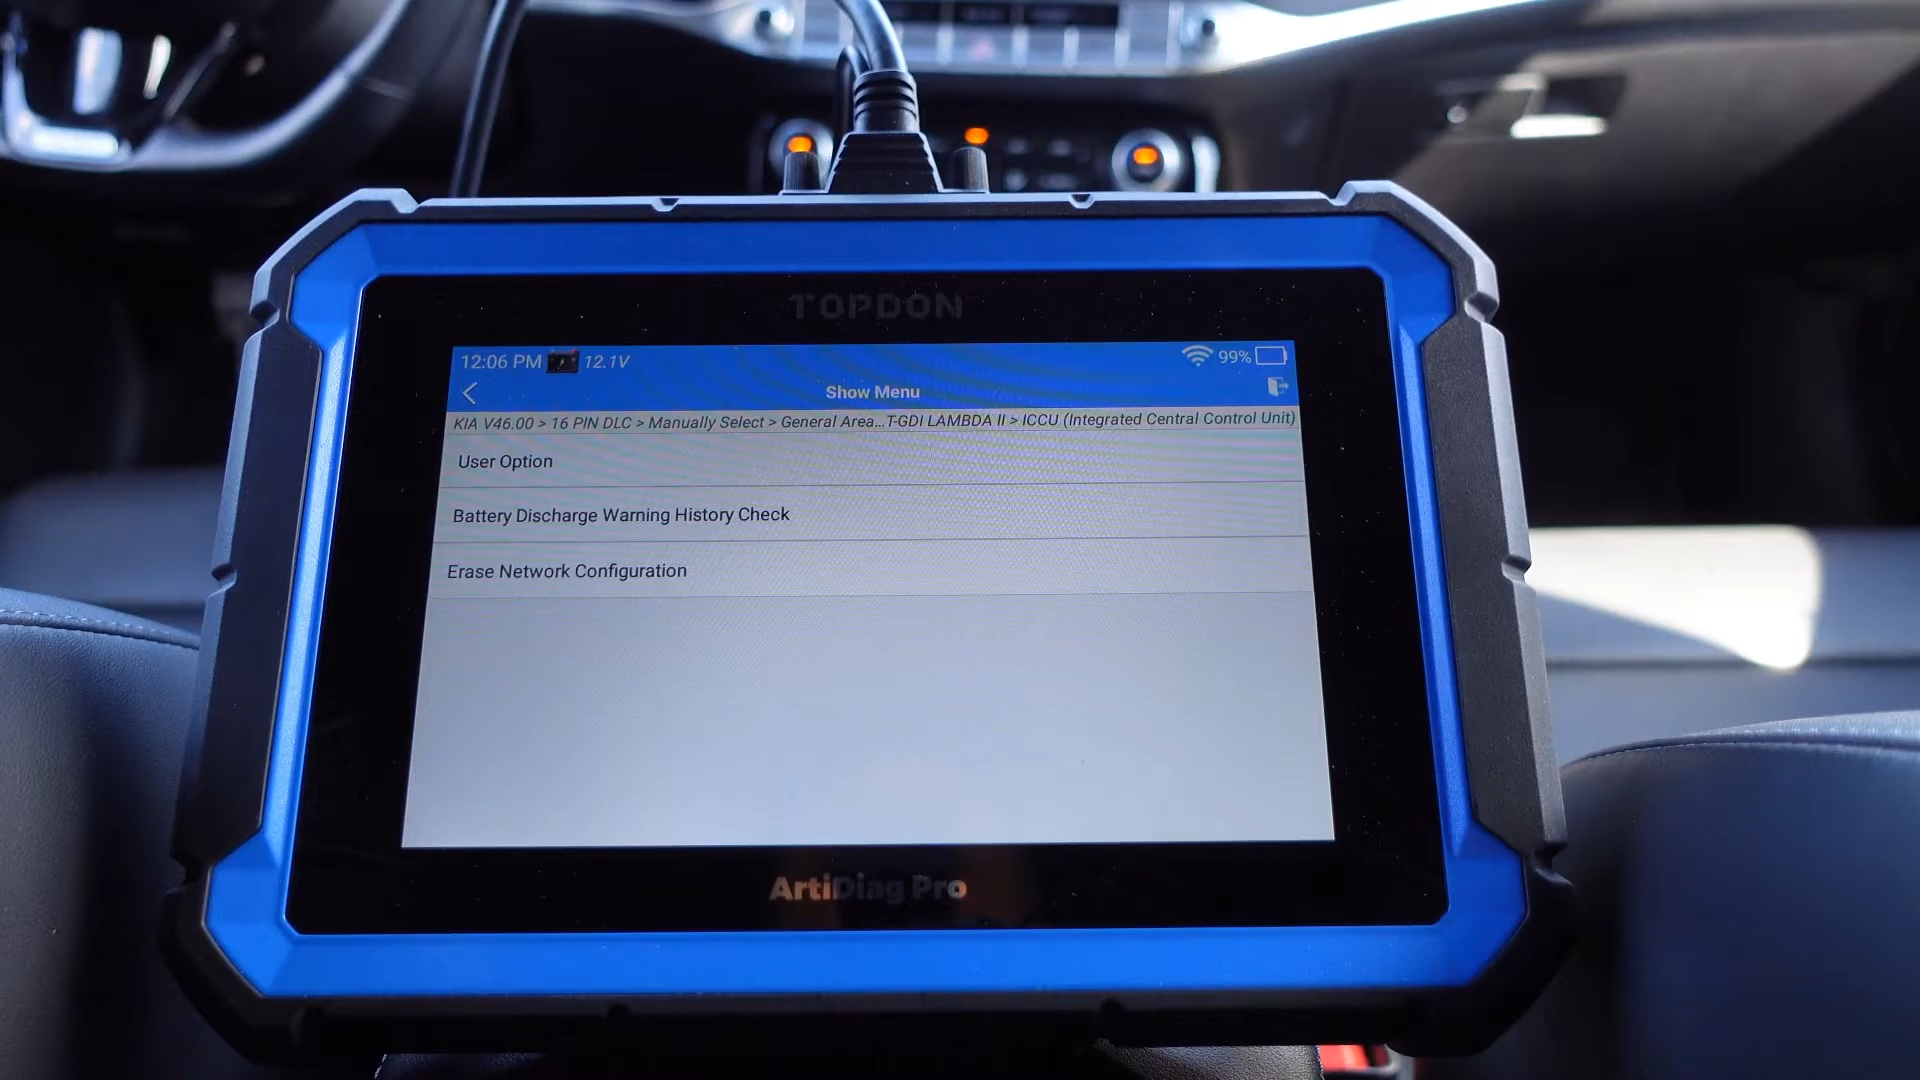 TOPDON
12:06 PM 12.1V 99%
Show Menu
KIA V46.00 > 16 PIN DLC > Manually Select > General Area...T-GDI LAMBDA II > ICCU (Integrated Central Control Unit)
User Option
Battery Discharge Warning History Check
Erase Network Configuration
ArtiDiag Pro